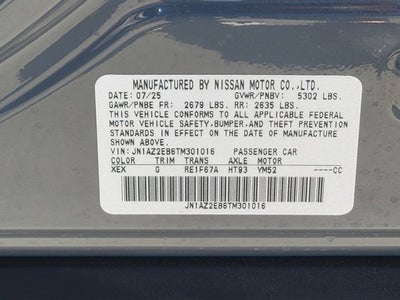 MANUFACTURED BY NISSAN MOTOR CO.,LTD.
DATE: 07/25 GVWR/PNBV: 5302 LBS.
GAWR/PNBE FR: 2679 LBS. RR: 2635 LBS.
THIS VEHICLE CONFORMS TO ALL APPLICABLE FEDERAL
MOTOR VEHICLE SAFETY,BUMPER,AND THEFT PREVENTION
STANDARDS IN EFFECT ON THE DATE OF MANUFACTURE
SHOWN ABOVE.
VIN: JN1AZ2EB6TM301016 PASSENGER CAR
COLOR TRIM TRANS AXLE MOTOR
XEX G RE1F67A HT93 YM52 ----CC
JN1AZ2EB6TM301016